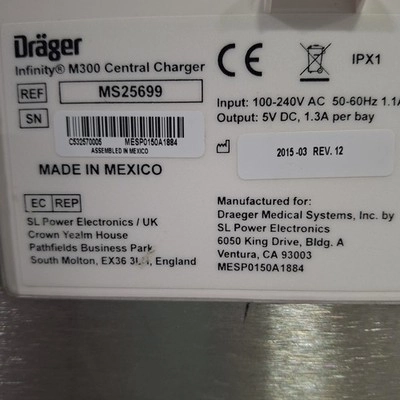 Dräger
Infinity® M300 Central Charger
REF MS25699
SN
C532570005 MESP0150A1884
ASSEMBLED IN MEXICO
MADE IN MEXICO
EC REP
SL Power Electronics / UK
Crown Yealm House
Pathfields Business Park
South Molton, EX36 England
CE IPX1
Input: 100-240V AC 50-60Hz 1.1A
Output: 5V DC, 1.3A per bay
2015-03 REV. 12
Manufactured for:
Draeger Medical Systems, Inc. by
SL Power Electronics
6050 King Drive, Bldg. A
Ventura, CA 93003
MESP0150A1884